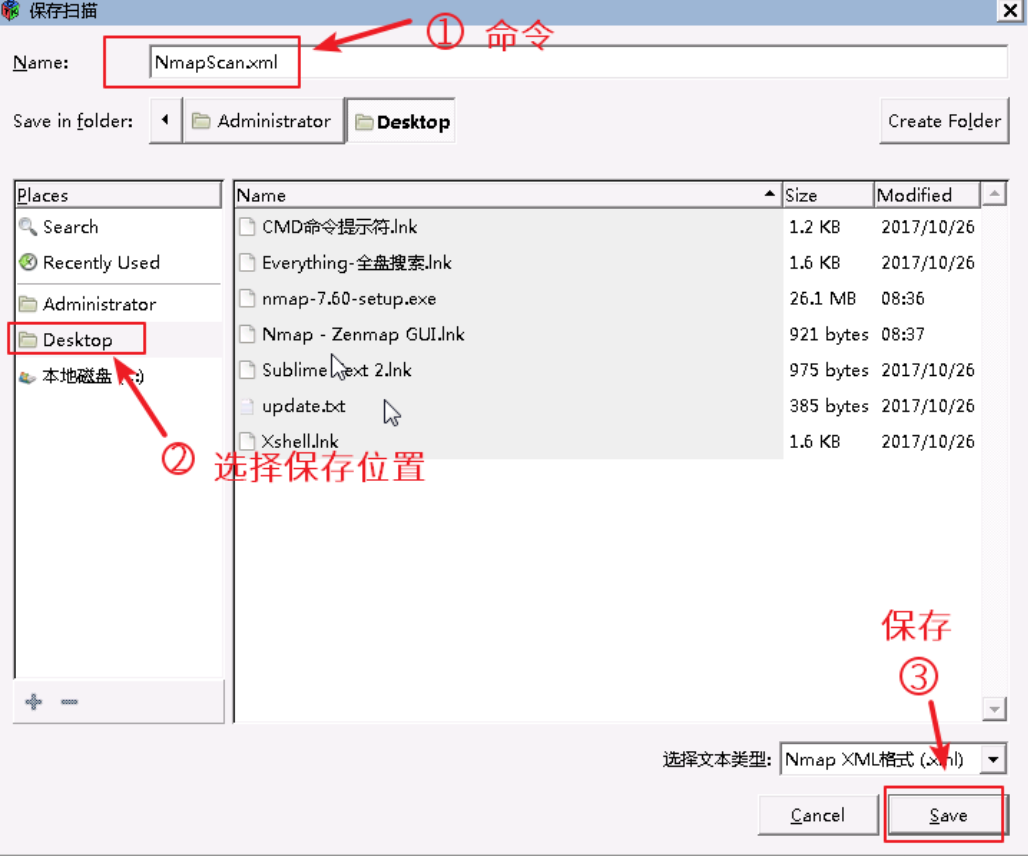 保存扫描
① 命令
Name: NmapScan.xml
Save in folder: Administrator Desktop Create Folder
Places Name Size Modified
Search CMD命令提示符.lnk 1.2 KB 2017/10/26
Recently Used Everything-全盘搜索.lnk 1.6 KB 2017/10/26
nmap-7.60-setup.exe 26.1 MB 08:36
Administrator
Desktop Nmap - Zenmap GUI.lnk 921 bytes 08:37
本地磁盘 :) Sublime ext 2.lnk 975 bytes 2017/10/26
update.txt 385 bytes 2017/10/26
Xshell.lnk 1.6 KB 2017/10/26
② 选择保存位置
保存
③
选择文本类型: Nmap XML格式 (.xml)
Cancel Save